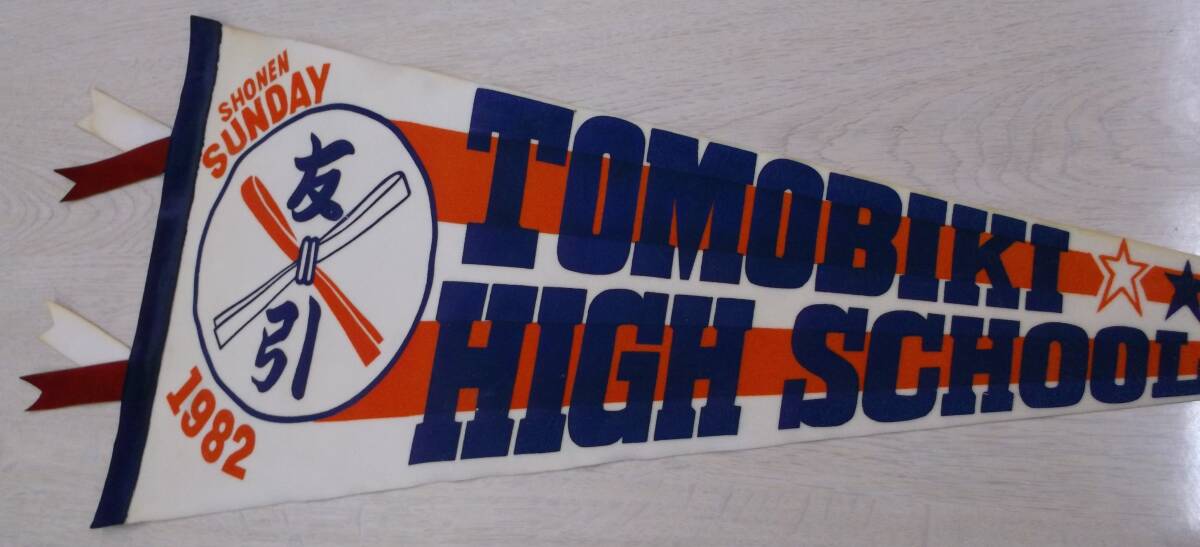 SHONEN
SUNDAY
友
引
1982
TOMOBIKI
HIGH SCHOOL